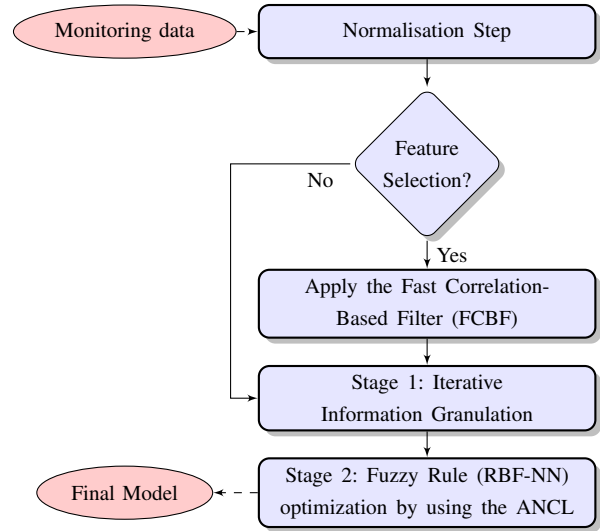 Monitoring data
Normalisation Step
Feature
Selection?
No
Yes
Apply the Fast Correlation-
Based Filter (FCBF)
Stage 1: Iterative
Information Granulation
Stage 2: Fuzzy Rule (RBF-NN)
optimization by using the ANCL
Final Model